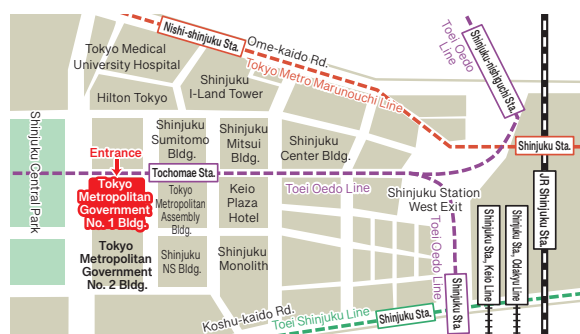 Nishi-shinjuku Sta.
Ome-kaido Rd.
Tokyo Metro Marunouchi Line
Toei Oedo
Line
Shinjuku-nishiguchi Sta.
Tokyo Medical
University Hospital
Hilton Tokyo
Shinjuku
I-Land Tower
Shinjuku Central Park
Entrance
Shinjuku
Sumitomo
Bldg.
Shinjuku
Mitsui
Bldg.
Shinjuku
Center Bldg.
Shinjuku Sta.
Tochomae Sta.
Tokyo
Metropolitan
Government
No. 1 Bldg.
Tokyo
Metropolitan
Assembly
Bldg.
Keio
Plaza
Hotel
Toei Oedo Line
Shinjuku Station
West Exit
JR Shinjuku Sta.
Tokyo
Metropolitan
Government
No. 2 Bldg.
Shinjuku
NS Bldg.
Shinjuku
Monolith
Toei Oedo
Line
Shinjuku Sta.
Shinjuku Sta., Keio Line
Shinjuku Sta., Odakyu Line
Koshu-kaido Rd.
Toei Shinjuku Line
Shinjuku Sta.